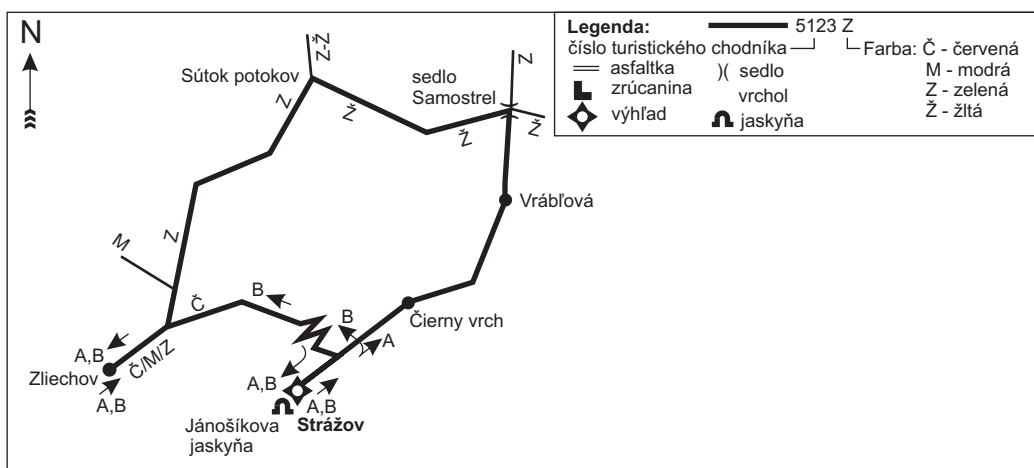 N
Z-Ž
Sútok potokov
Z
Ž
sedlo
Samostrel
Z
Ž
Ž
Vrábľová
Z
M
Č
B
B
A
Čierny vrch
A,B
Č/M/Z
Zliechov
A,B
A,B
A,B
Jánošíkova
jaskyňa
Strážov
Legenda:
5123 Z
číslo turistického chodníka
Farba: Č - červená
M - modrá
Z - zelená
Ž - žltá
asfaltka
)( sedlo
zrúcanina
vrchol
výhľad
jaskyňa